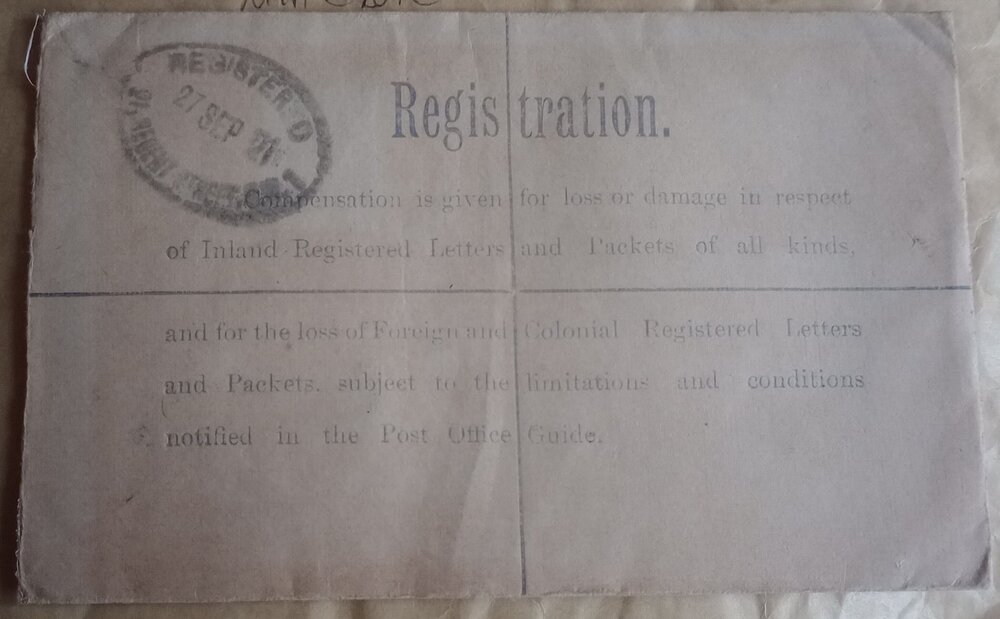 REGISTERED
27 SEP
Registration.
Compensation is given for loss or damage in respect
of Inland Registered Letters and Packets of all kinds,
and for the loss of Foreign and Colonial Registered Letters
and Packets, subject to the limitations and conditions
notified in the Post Office Guide.